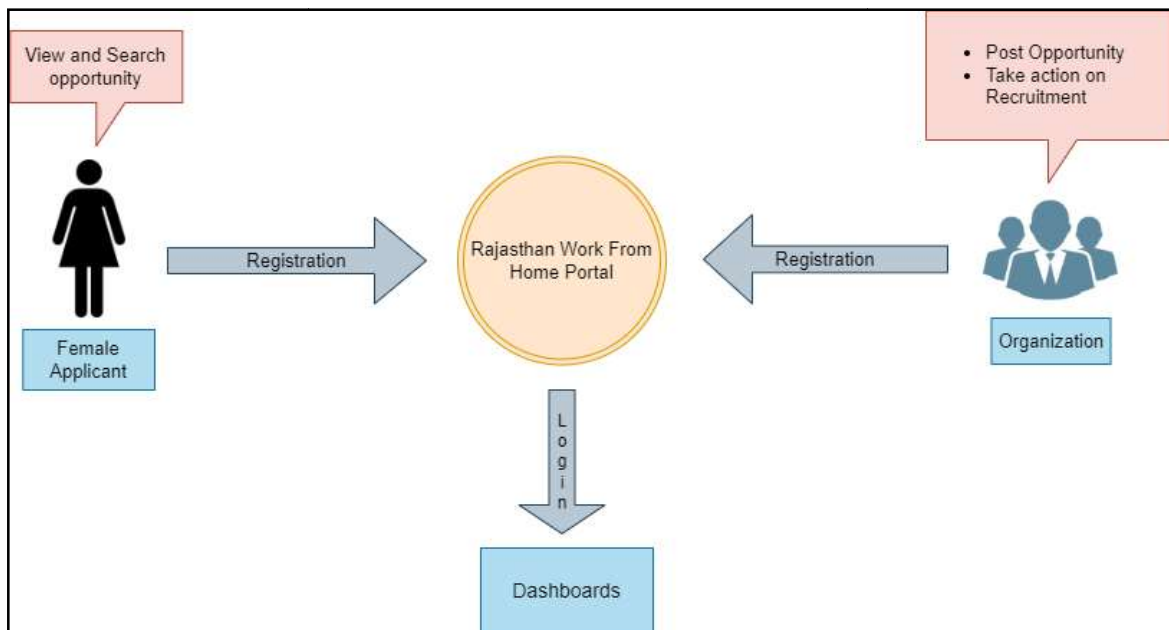 View and Search
opportunity
• Post Opportunity
• Take action on
Recruitment
Rajasthan Work From
Home Portal
Registration
Registration
Female
Applicant
Organization
Login
Dashboards